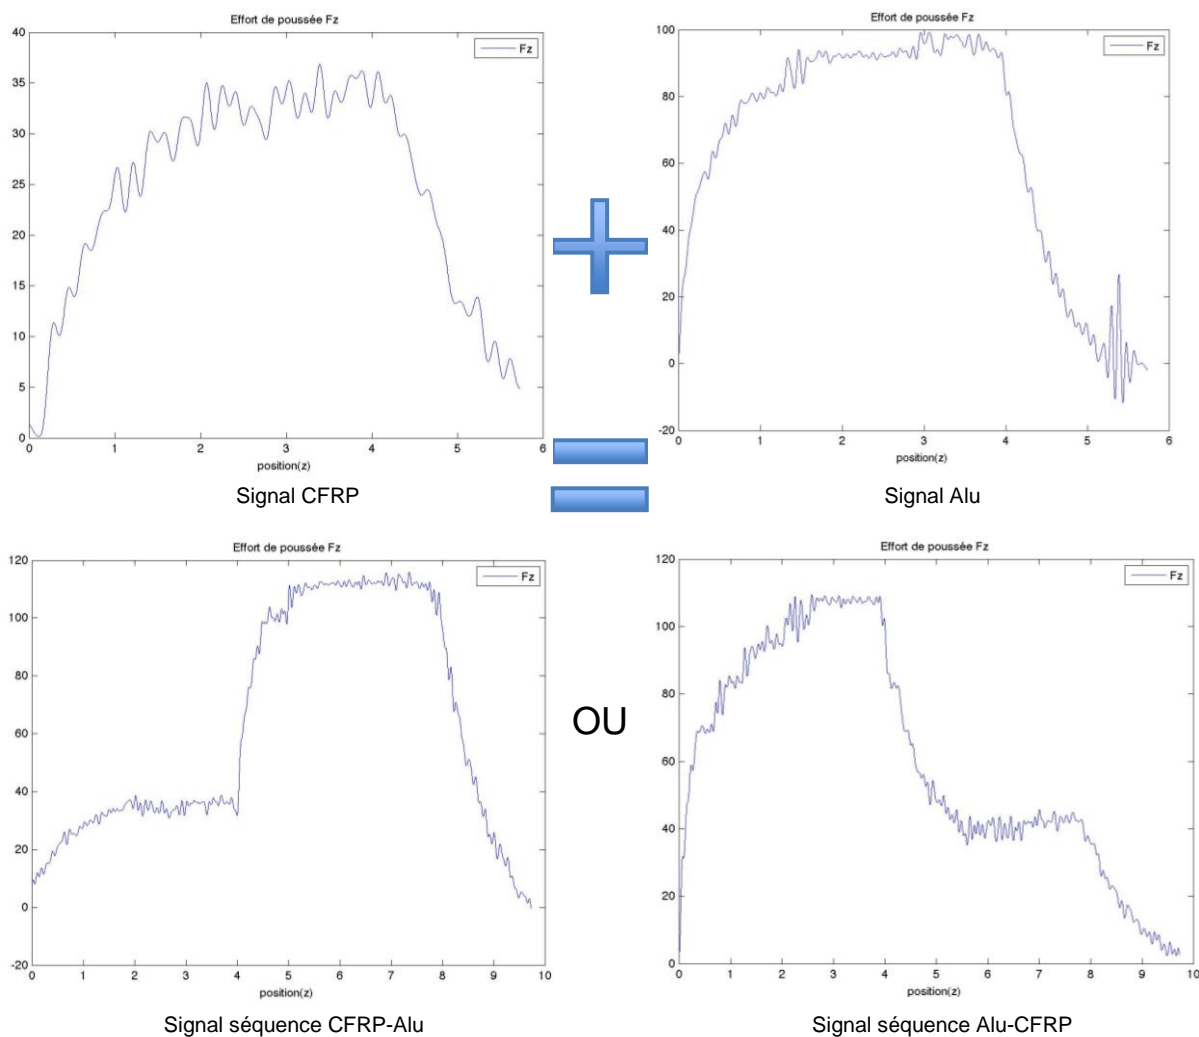 Effort de poussée Fz
40
35
30
25
20
15
10
5
0
Fz
0 1 2 3 4 5 6
position(z)
Signal CFRP
Effort de poussée Fz
100
80
60
40
20
0
-20
Fz
0 1 2 3 4 5 6
position(z)
Signal Alu
Effort de poussée Fz
120
100
80
60
40
20
0
-20
Fz
0 1 2 3 4 5 6 7 8 9 10
position(z)
Signal séquence CFRP-Alu
OU
Effort de poussée Fz
120
100
80
60
40
20
0
Fz
0 1 2 3 4 5 6 7 8 9 10
position(z)
Signal séquence Alu-CFRP